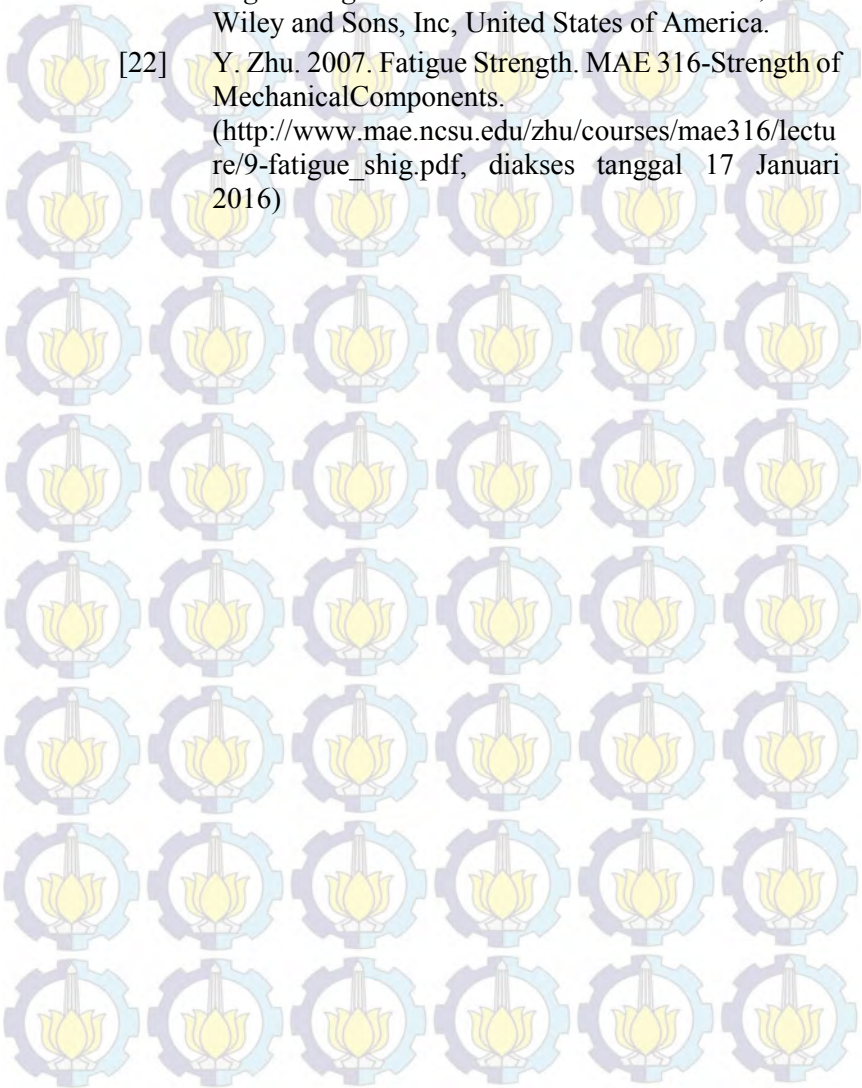 Wiley and Sons, Inc, United States of America.
[22] Y. Zhu. 2007. Fatigue Strength. MAE 316-Strength of
MechanicalComponents.
(http://www.mae.ncsu.edu/zhu/courses/mae316/lectu
re/9-fatigue_shig.pdf, diakses tanggal 17 Januari
2016)